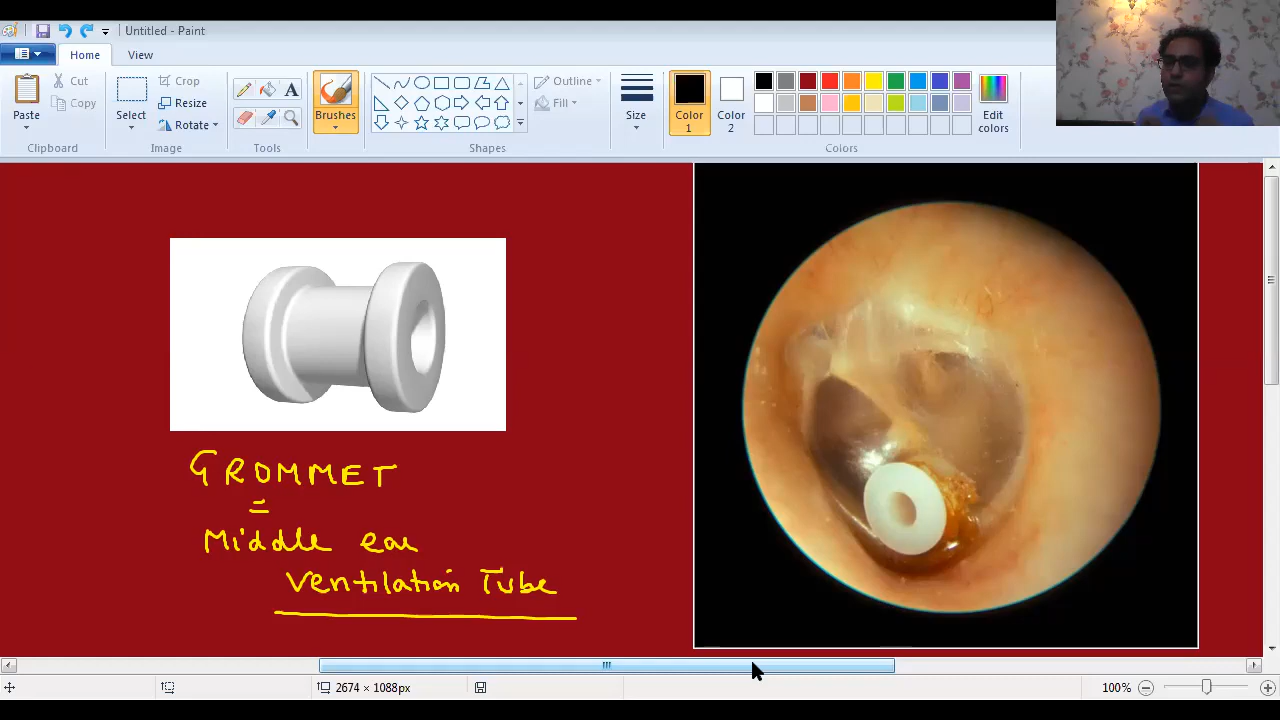 Untitled - Paint
Home
View
Cut
Copy
Paste
Clipboard
Select
Crop
Resize
Rotate
Image
Tools
Brushes
Shapes
Outline
Fill
Size
Color 1
Color 2
Edit colors
Colors
GROMMET
=
Middle ear
Ventilation Tube
2674 × 1088px
100%